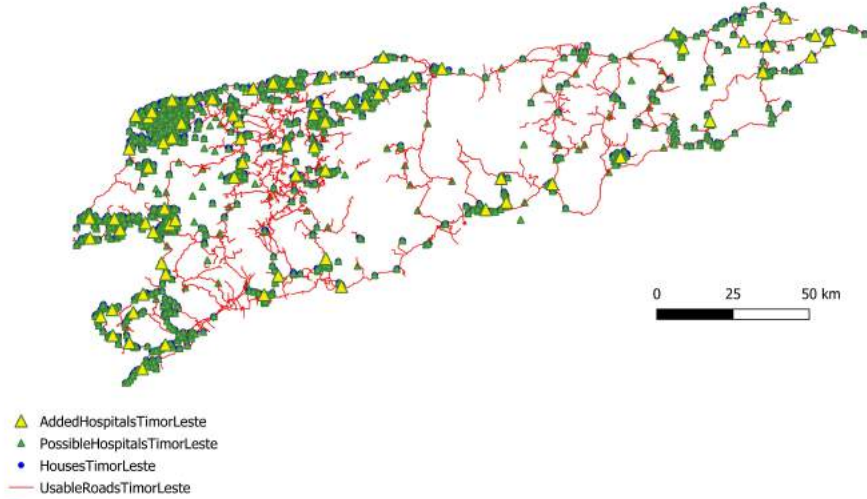 0 25 50 km
AddedHospitalsTimorLeste
PossibleHospitalsTimorLeste
HousesTimorLeste
UsableRoadsTimorLeste